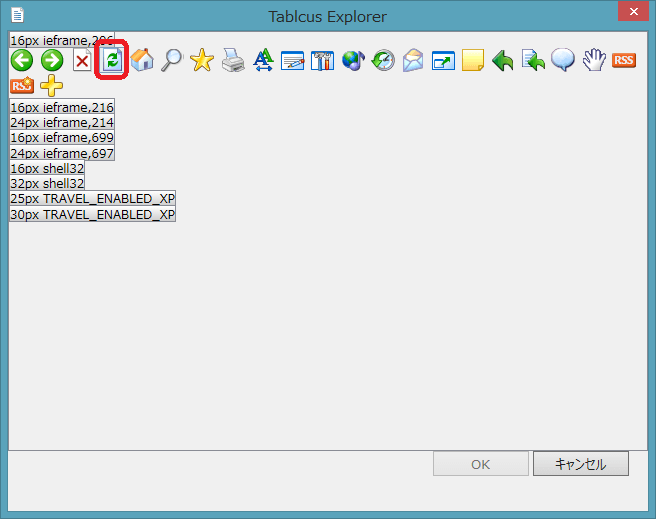 Tablcus Explorer
16px ieframe,206
RSS
RSS
16px ieframe,216
24px ieframe,214
16px ieframe,699
24px ieframe,697
16px shell32
32px shell32
25px TRAVEL_ENABLED_XP
30px TRAVEL_ENABLED_XP
OK
キャンセル